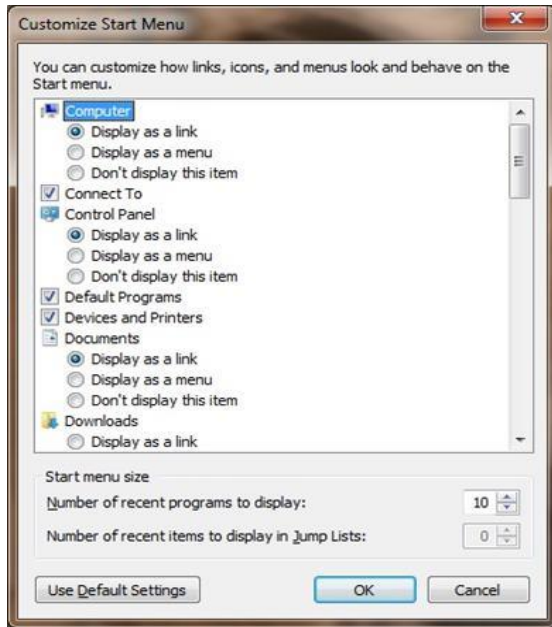 Customize Start Menu
You can customize how links, icons, and menus look and behave on the
Start menu.
Computer
Display as a link
Display as a menu
Don't display this item
Connect To
Control Panel
Display as a link
Display as a menu
Don't display this item
Default Programs
Devices and Printers
Documents
Display as a link
Display as a menu
Don't display this item
Downloads
Display as a link
Start menu size
Number of recent programs to display: 10
Number of recent items to display in Jump Lists: 0
Use Default Settings OK Cancel